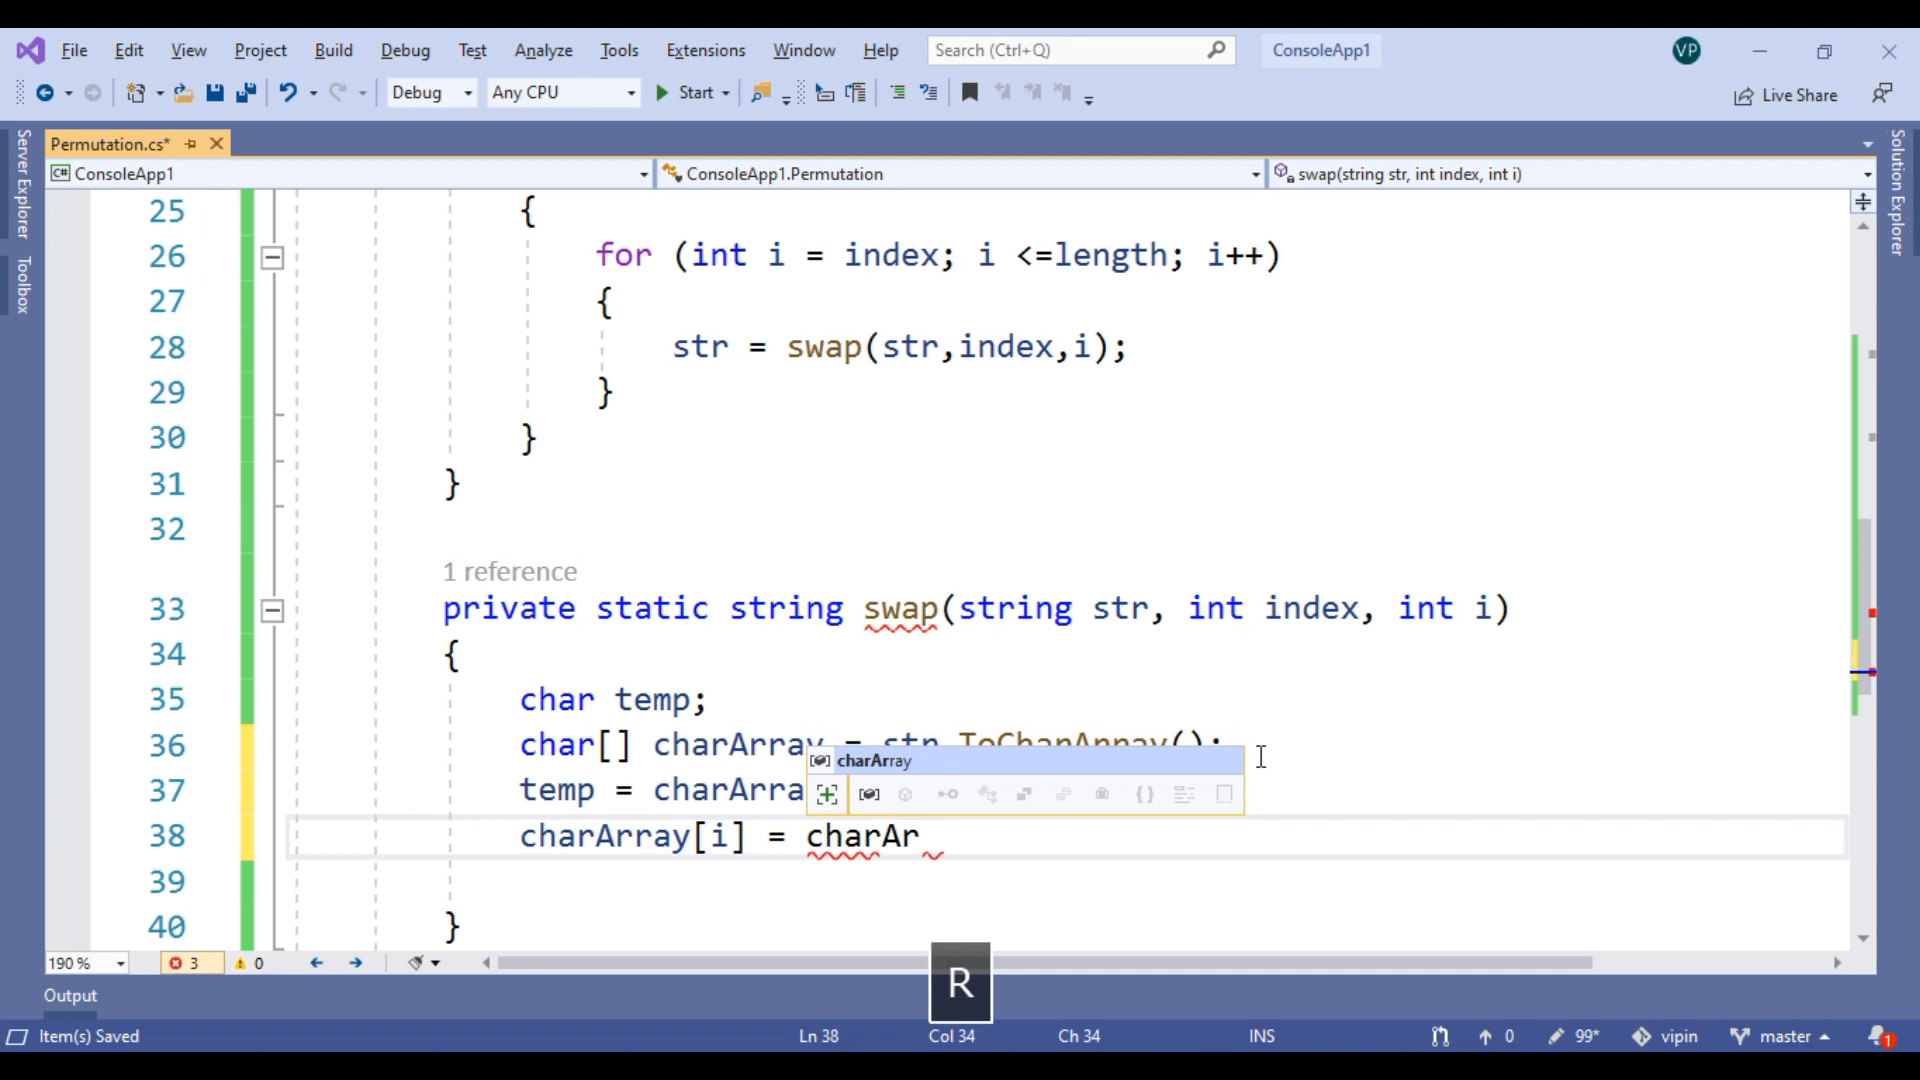 File Edit View Project Build Debug Test Analyze Tools Extensions Window Help Search (Ctrl+Q) ConsoleApp1 VP
Debug Any CPU Start Live Share
Server Explorer
Toolbox
Solution Explorer
Permutation.cs*
C# ConsoleApp1 ConsoleApp1.Permutation swap(string str, int index, int i)
25 {
26 for (int i = index; i <=length; i++)
27 {
28 str = swap(str,index,i);
29 }
30 }
31 }
32
1 reference
33 private static string swap(string str, int index, int i)
34 {
35 char temp;
36 char[] charArray = str.ToCharArray();
37 temp = charArra
charArray
38 charArray[i] = charAr
39
40 }
190 % 3 0
R
Output
Item(s) Saved Ln 38 Col 34 Ch 34 INS 0 99* vipin master 1